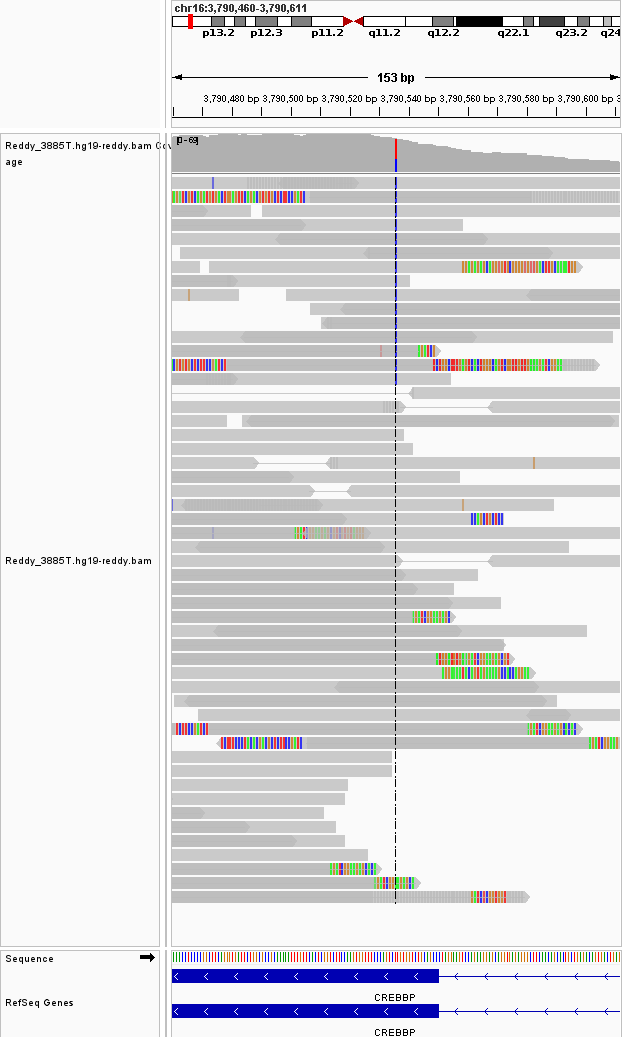 chr16:3,790,460-3,790,611
p13.2 p12.3 p11.2 q11.2 q12.2 q22.1 q23.2 q24
153 bp
3,790,480 bp 3,790,500 bp 3,790,520 bp 3,790,540 bp 3,790,560 bp 3,790,580 bp 3,790,600 bp 3
Reddy_3885T.hg19-reddy.bam Cov
age
[0-69]
Reddy_3885T.hg19-reddy.bam
Sequence
CREBBP
RefSeq Genes
CREBBP